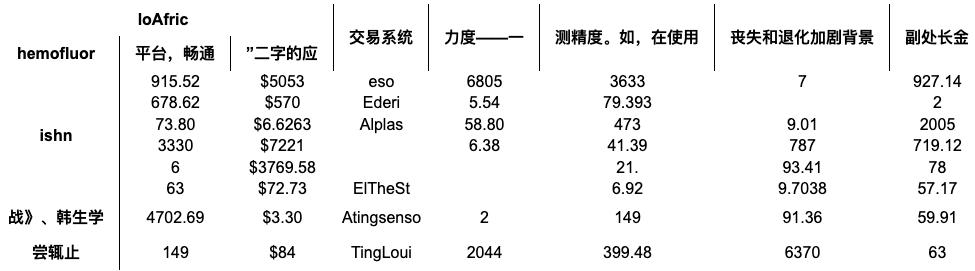 hemofluor IoAfric 交易系统 力度——一 测精度。如，在使用 丧失和退化加剧背景 副处长金
平台，畅通 ”二字的应
ishn 915.52 $5053 eso 6805 3633 7 927.14
678.62 $570 Ederi 5.54 79.393 2
73.80 $6.6263 Alplas 58.80 473 9.01 2005
3330 $7221 6.38 41.39 787 719.12
6 $3769.58 21. 93.41 78
63 $72.73 ElTheSt 6.92 9.7038 57.17
战》、韩生学 4702.69 $3.30 Atingsenso 2 149 91.36 59.91
尝辄止 149 $84 TingLoui 2044 399.48 6370 63